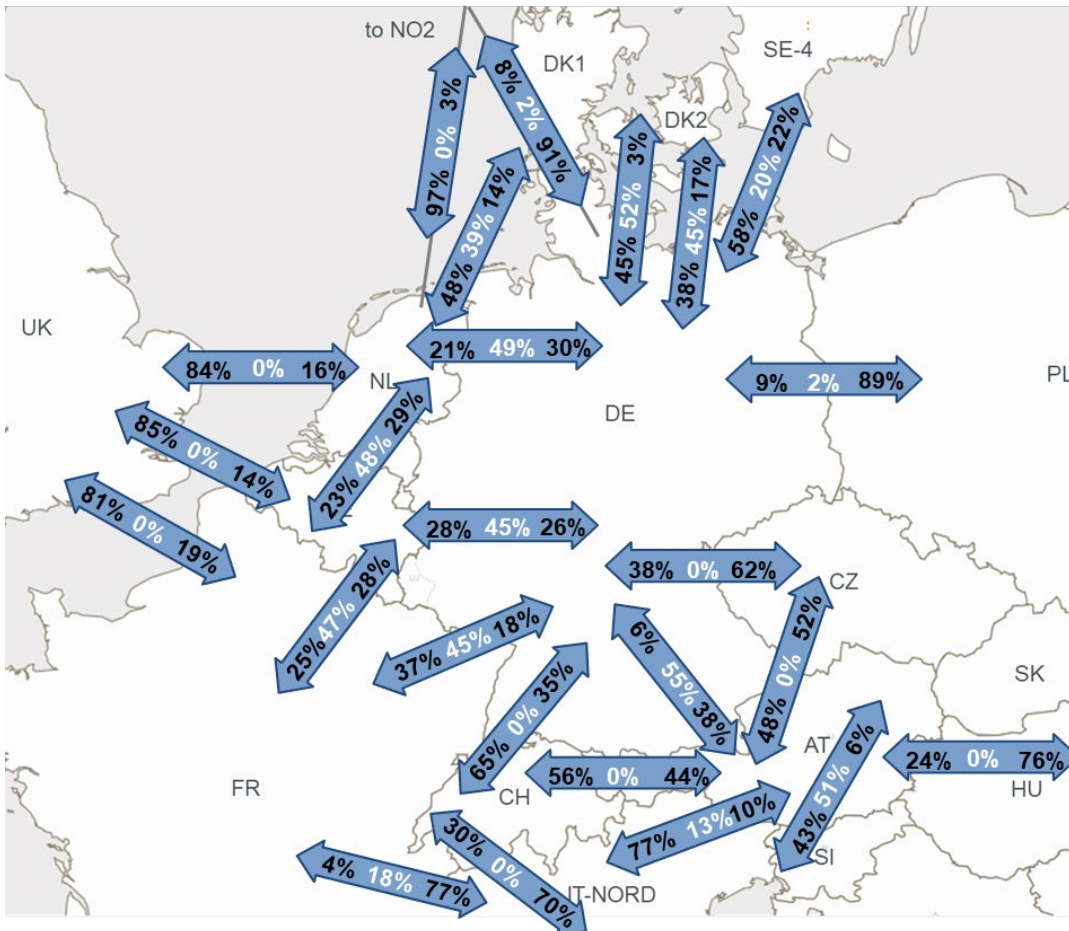 to NO2
DK1
SE-4
DK2
UK
NL
DE
PL
CZ
SK
AT
HU
FR
CH
SI
IT-NORD
97% 0% 3%
8% 2% 91%
48% 39% 14%
45% 52% 3%
38% 45% 17%
58% 20% 22%
21% 49% 30%
84% 0% 16%
9% 2% 89%
85% 0% 14%
23% 48% 29%
81% 0% 19%
28% 45% 26%
38% 0% 62%
25% 47% 28%
37% 45% 18%
6% 55% 38%
48% 0% 52%
65% 0% 35%
56% 0% 44%
43% 51% 6%
24% 0% 76%
77% 13% 10%
30% 0% 70%
4% 18% 77%